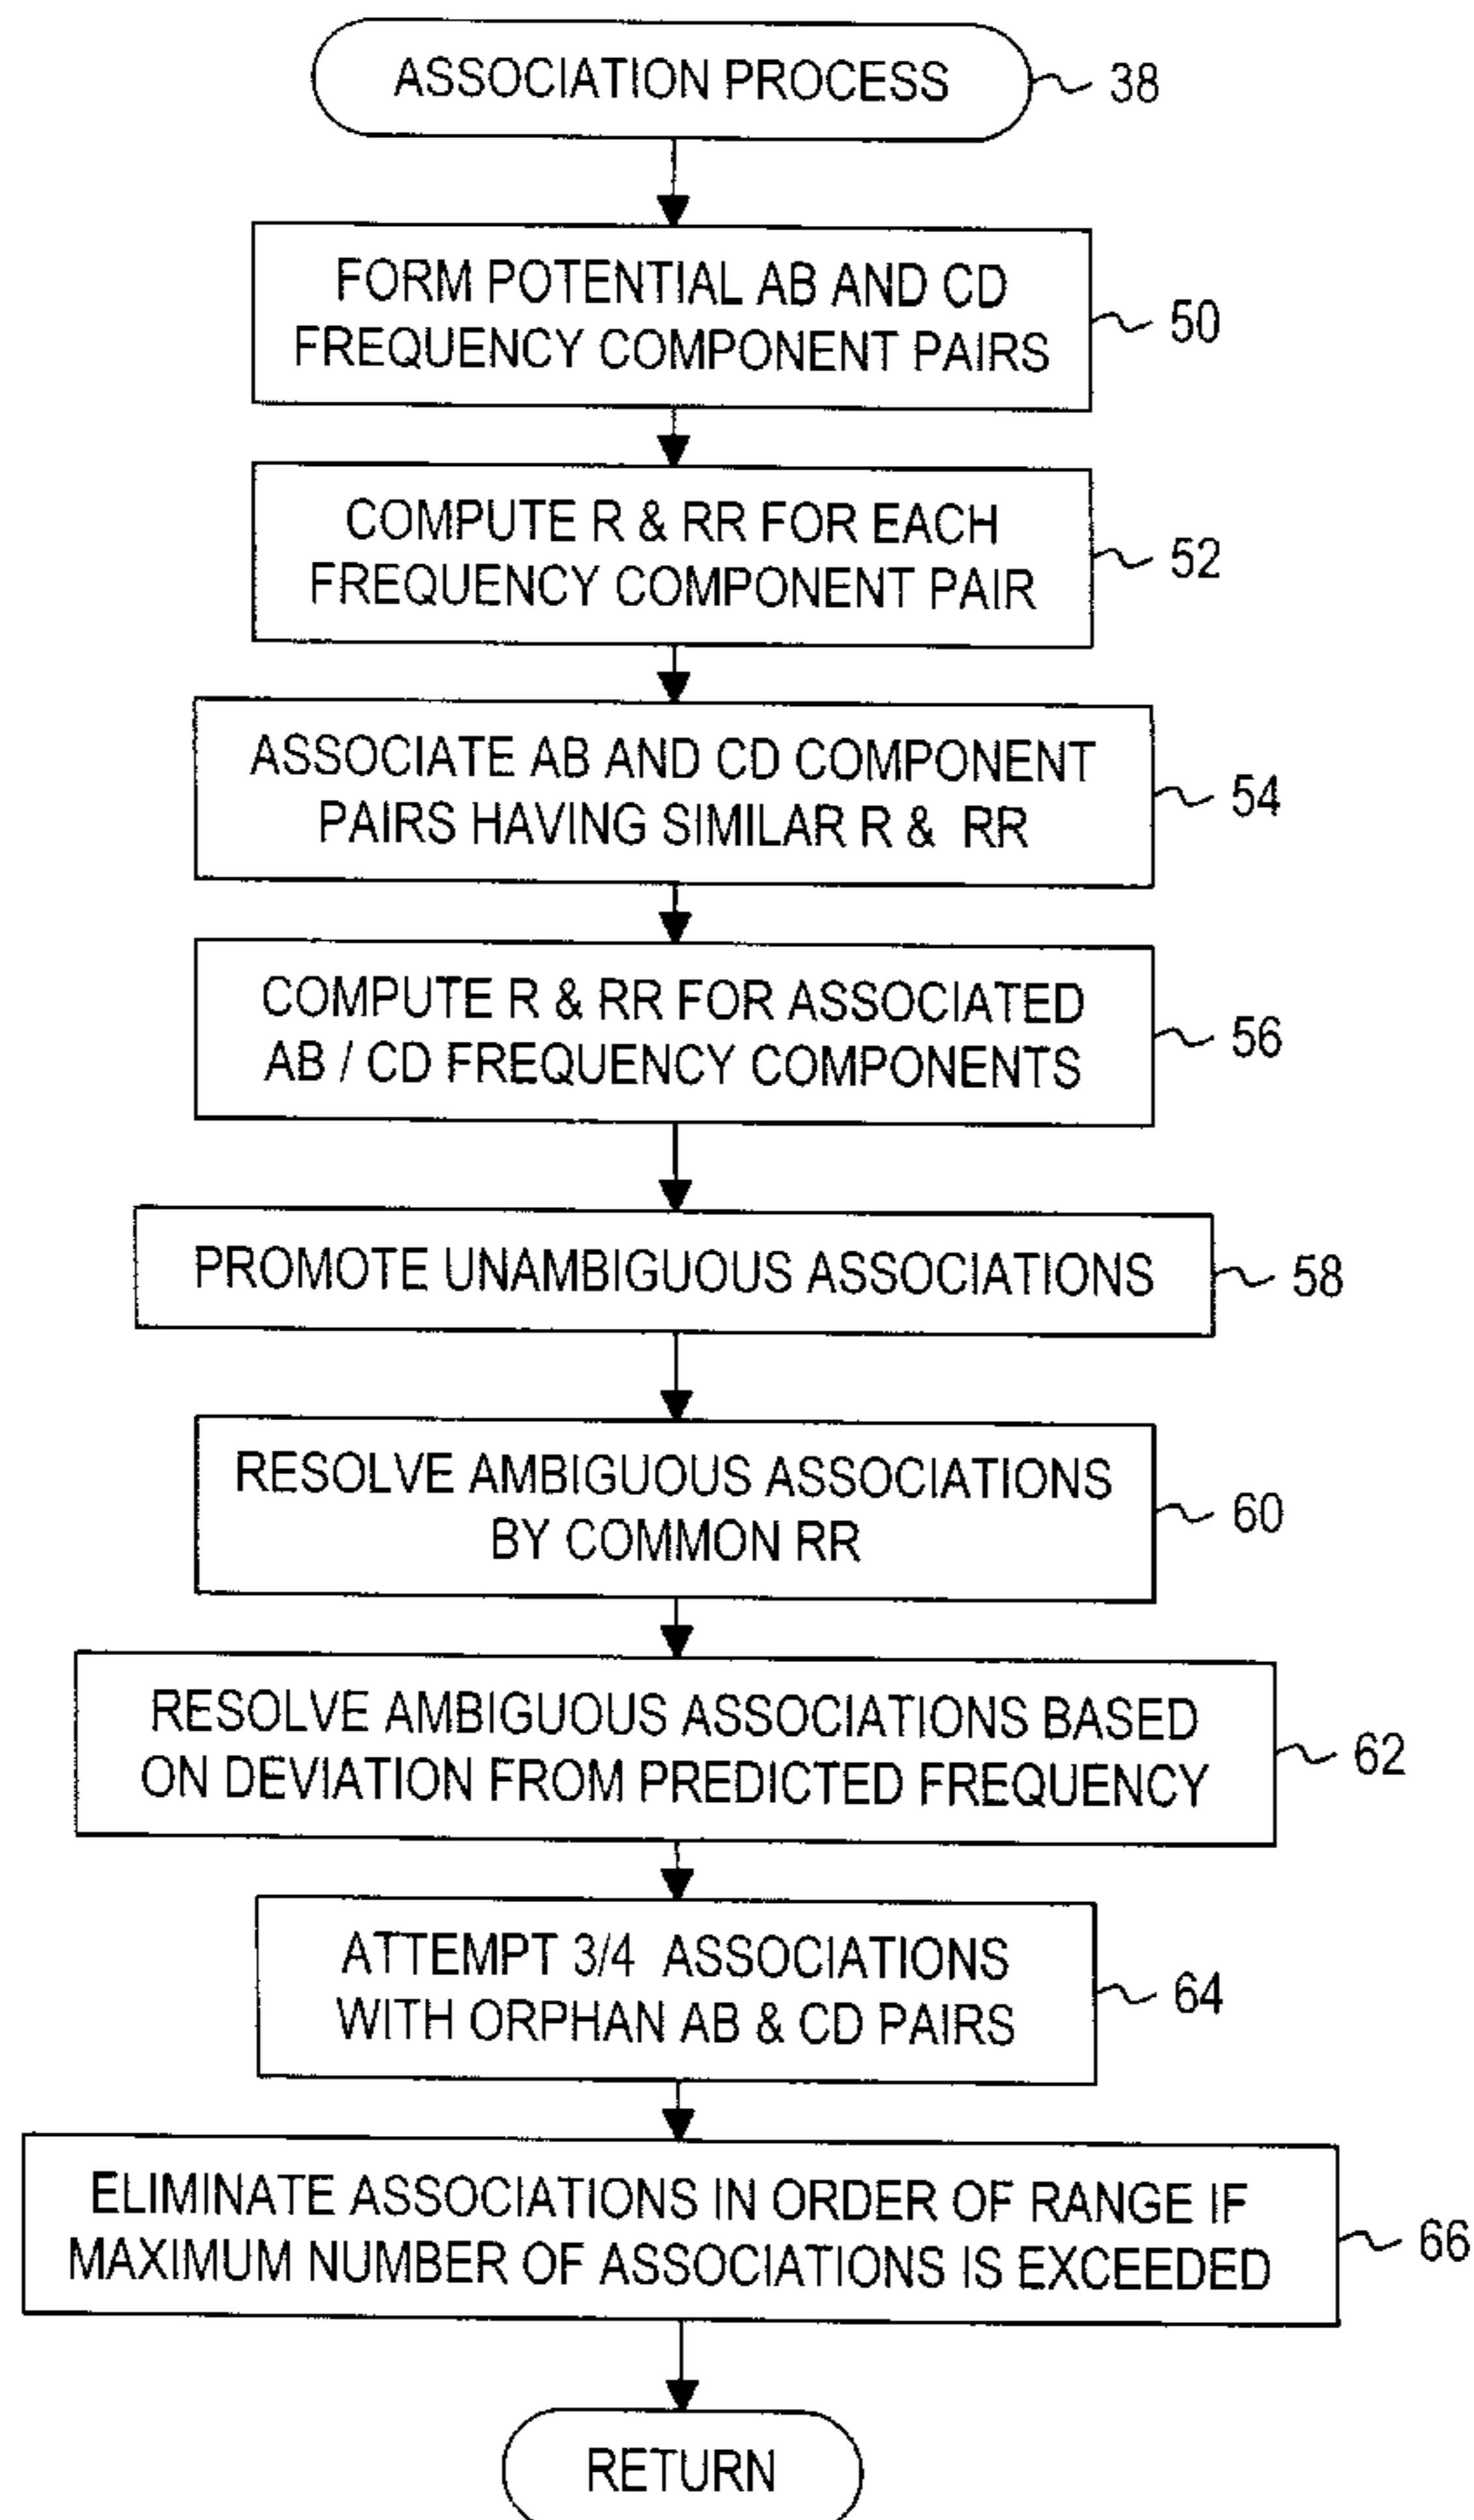 ASSOCIATION PROCESS
38
FORM POTENTIAL AB AND CD
FREQUENCY COMPONENT PAIRS
50
COMPUTE R & RR FOR EACH
FREQUENCY COMPONENT PAIR
52
ASSOCIATE AB AND CD COMPONENT
PAIRS HAVING SIMILAR R & RR
54
COMPUTE R & RR FOR ASSOCIATED
AB / CD FREQUENCY COMPONENTS
56
PROMOTE UNAMBIGUOUS ASSOCIATIONS
58
RESOLVE AMBIGUOUS ASSOCIATIONS
BY COMMON RR
60
RESOLVE AMBIGUOUS ASSOCIATIONS BASED
ON DEVIATION FROM PREDICTED FREQUENCY
62
ATTEMPT 3/4 ASSOCIATIONS
WITH ORPHAN AB & CD PAIRS
64
ELIMINATE ASSOCIATIONS IN ORDER OF RANGE IF
MAXIMUM NUMBER OF ASSOCIATIONS IS EXCEEDED
66
RETURN